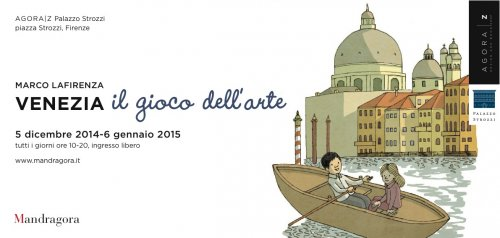 AGORA|Z Palazzo Strozzi
piazza Strozzi, Firenze
MARCO LAFIRENZA
VENEZIA il gioco dell'arte
5 dicembre 2014-6 gennaio 2015
tutti i giorni ore 10-20, ingresso libero
www.mandragora.it
Mandragora
AGORA|Z
PALAZZO
STROZZI